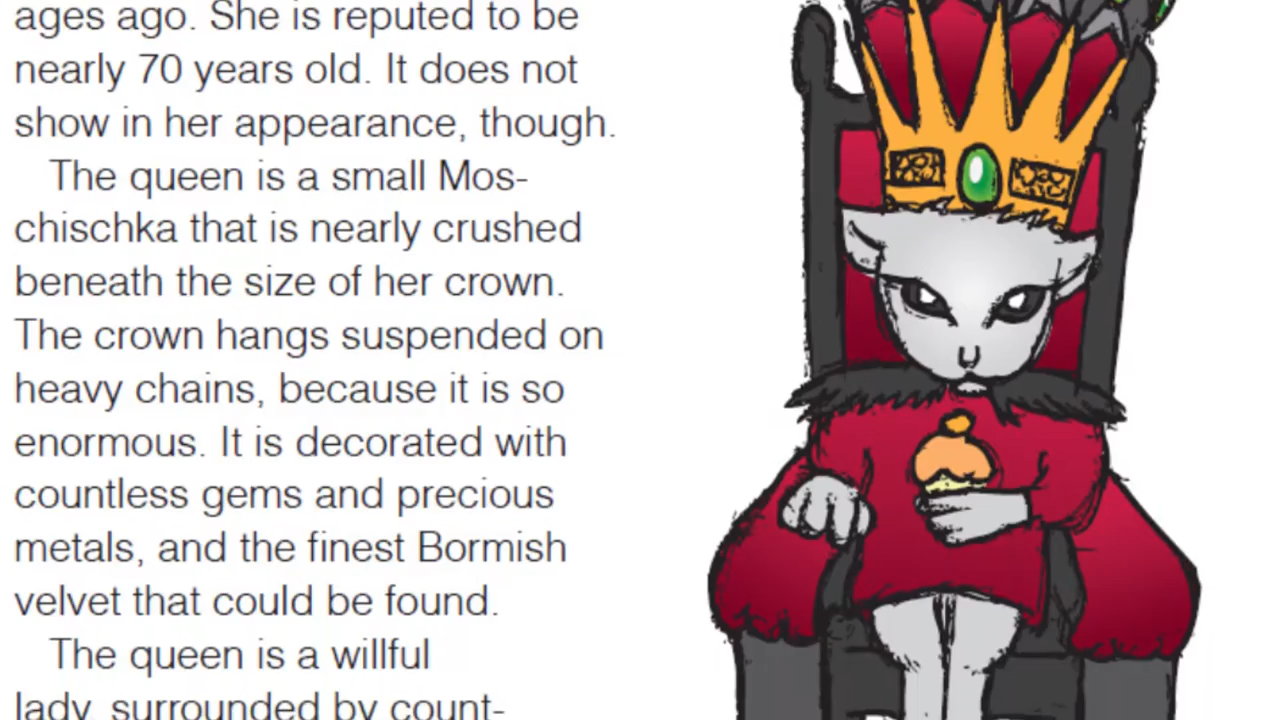 ages ago. She is reputed to be
nearly 70 years old. It does not
show in her appearance, though.
The queen is a small Mos-
chischka that is nearly crushed
beneath the size of her crown.
The crown hangs suspended on
heavy chains, because it is so
enormous. It is decorated with
countless gems and precious
metals, and the finest Bormish
velvet that could be found.
The queen is a willful
lady, surrounded by count-